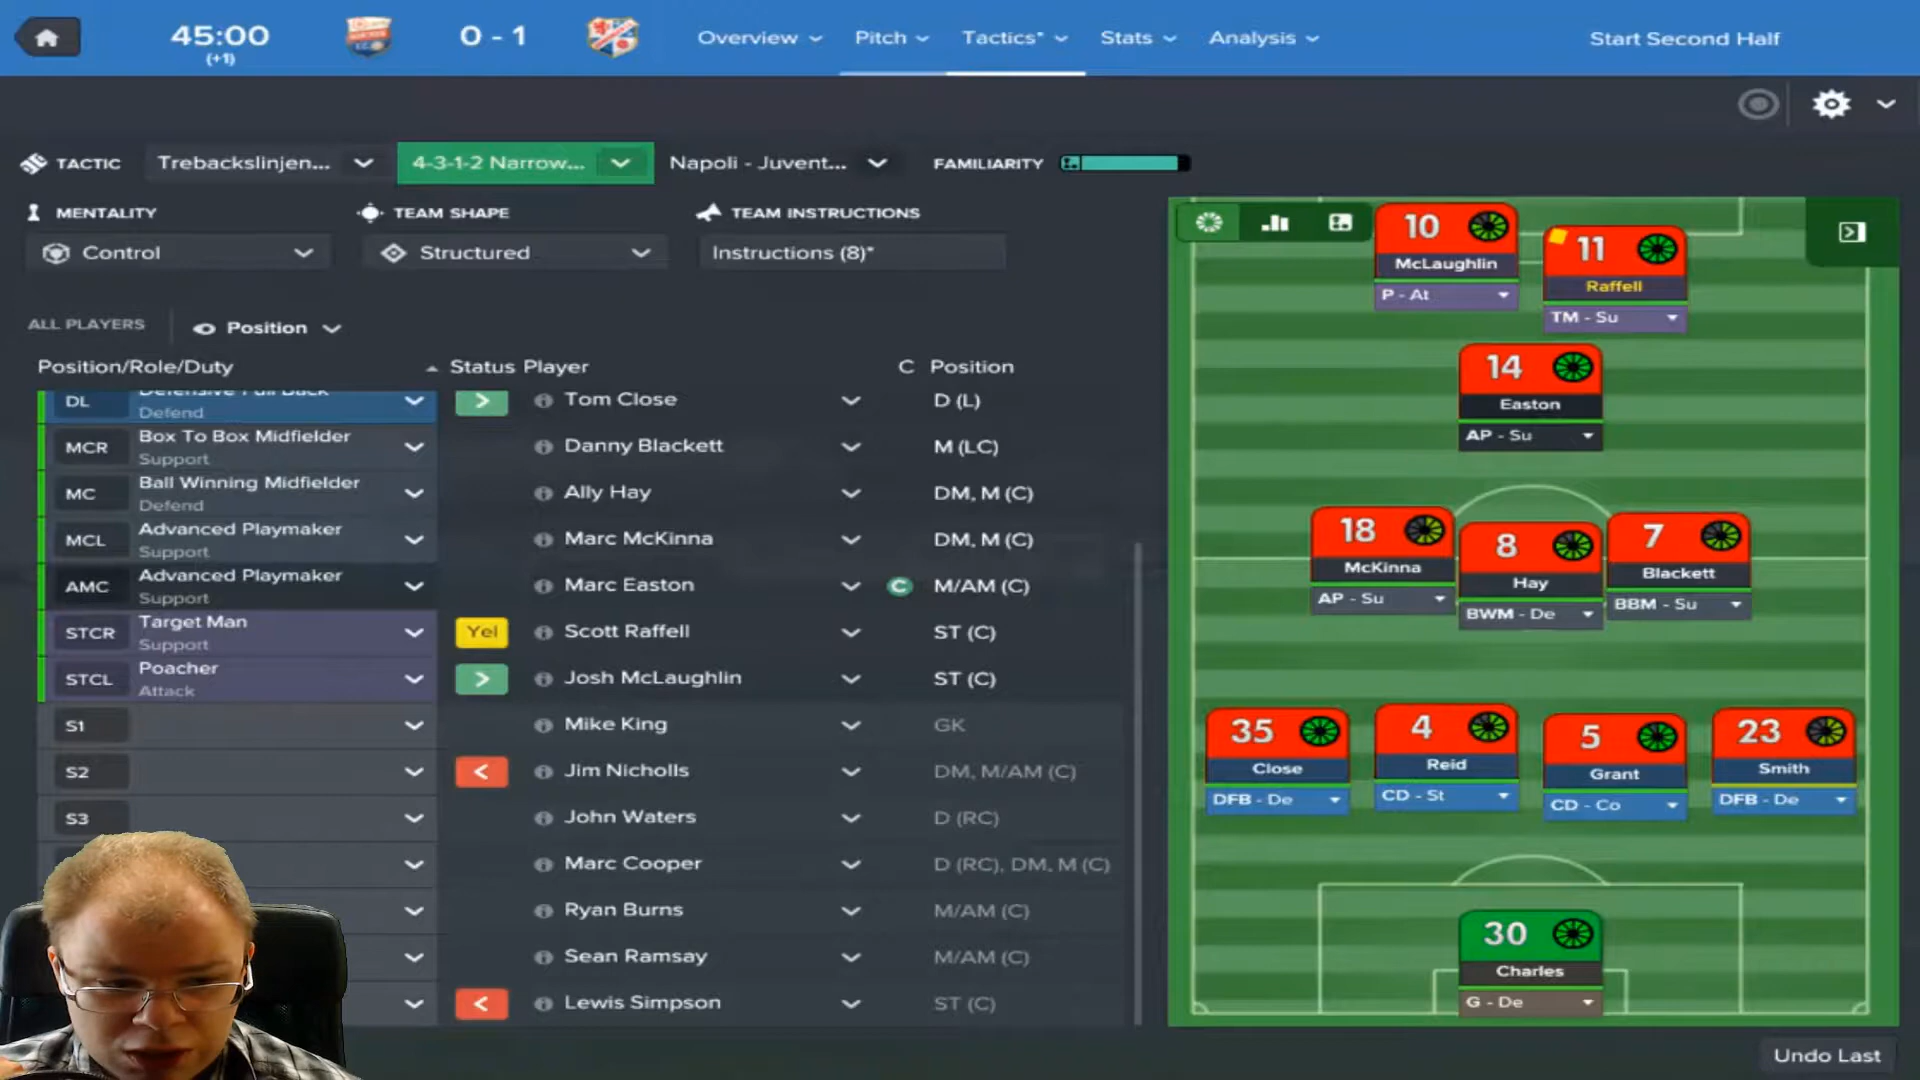 45:00
(+1)
0 - 1
Overview
Pitch
Tactics*
Stats
Analysis
Start Second Half
TACTIC
Trebackslinjen...
4-3-1-2 Narrow...
Napoli - Juvent...
FAMILIARITY
MENTALITY
TEAM SHAPE
TEAM INSTRUCTIONS
Control
Structured
Instructions (8)*
ALL PLAYERS
Position
Position/Role/Duty
Status
Player
C
Position
DL
Defensive Full Back
Defend
Tom Close
D (L)
MCR
Box To Box Midfielder
Support
Danny Blackett
M (LC)
MC
Ball Winning Midfielder
Defend
Ally Hay
DM, M (C)
MCL
Advanced Playmaker
Support
Marc McKinna
DM, M (C)
AMC
Advanced Playmaker
Support
Marc Easton
C
M/AM (C)
STCR
Target Man
Support
Yel
Scott Raffell
ST (C)
STCL
Poacher
Attack
Josh McLaughlin
ST (C)
S1
Mike King
GK
S2
Jim Nicholls
DM, M/AM (C)
S3
John Waters
D (RC)
Marc Cooper
D (RC), DM, M (C)
Ryan Burns
M/AM (C)
Sean Ramsay
M/AM (C)
Lewis Simpson
ST (C)
10
McLaughlin
P - At
11
Raffell
TM - Su
14
Easton
AP - Su
18
McKinna
AP - Su
8
Hay
BWM - De
7
Blackett
BBM - Su
35
Close
DFB - De
4
Reid
CD - St
5
Grant
CD - Co
23
Smith
DFB - De
30
Charles
G - De
Undo Last